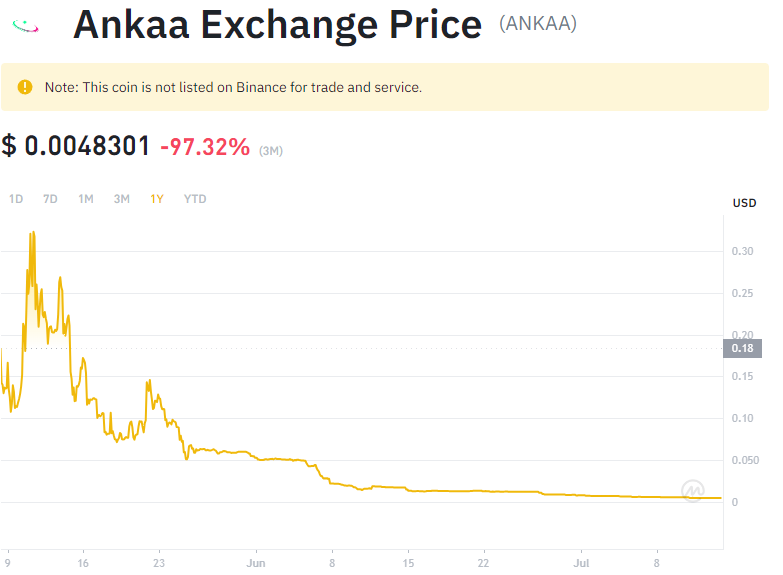 Ankaa Exchange Price (ANKAA)
Note: This coin is not listed on Binance for trade and service.
$ 0.0048301 -97.32% (3M)
1D 7D 1M 3M 1Y YTD
USD
0.30
0.25
0.20
0.18
0.15
0.10
0.050
0
9 16 23 Jun 8 15 22 Jul 8